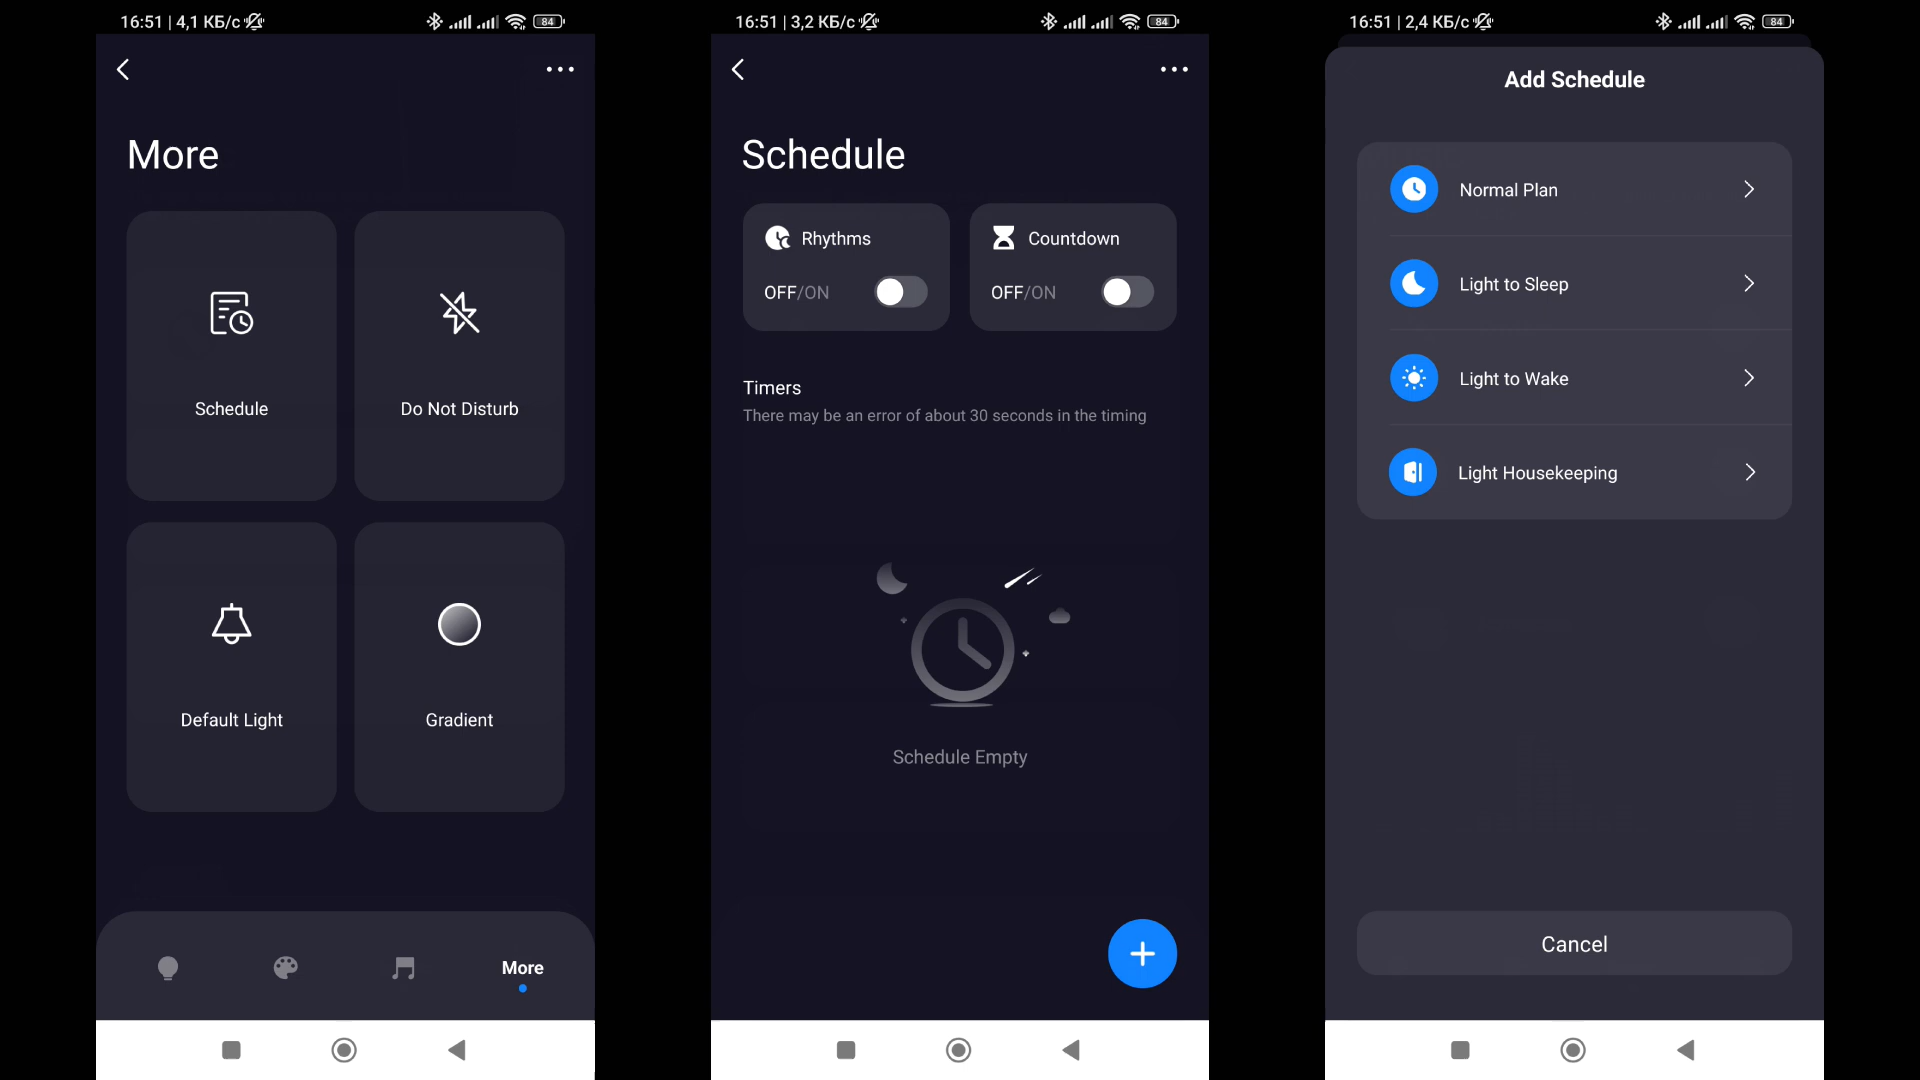 16:51 | 4,1 КБ/с
84
More
Schedule
Do Not Disturb
Default Light
Gradient
More
16:51 | 3,2 КБ/с
84
Schedule
Rhythms
OFF/ON
Countdown
OFF/ON
Timers
There may be an error of about 30 seconds in the timing
Schedule Empty
16:51 | 2,4 КБ/с
84
Add Schedule
Normal Plan
Light to Sleep
Light to Wake
Light Housekeeping
Cancel